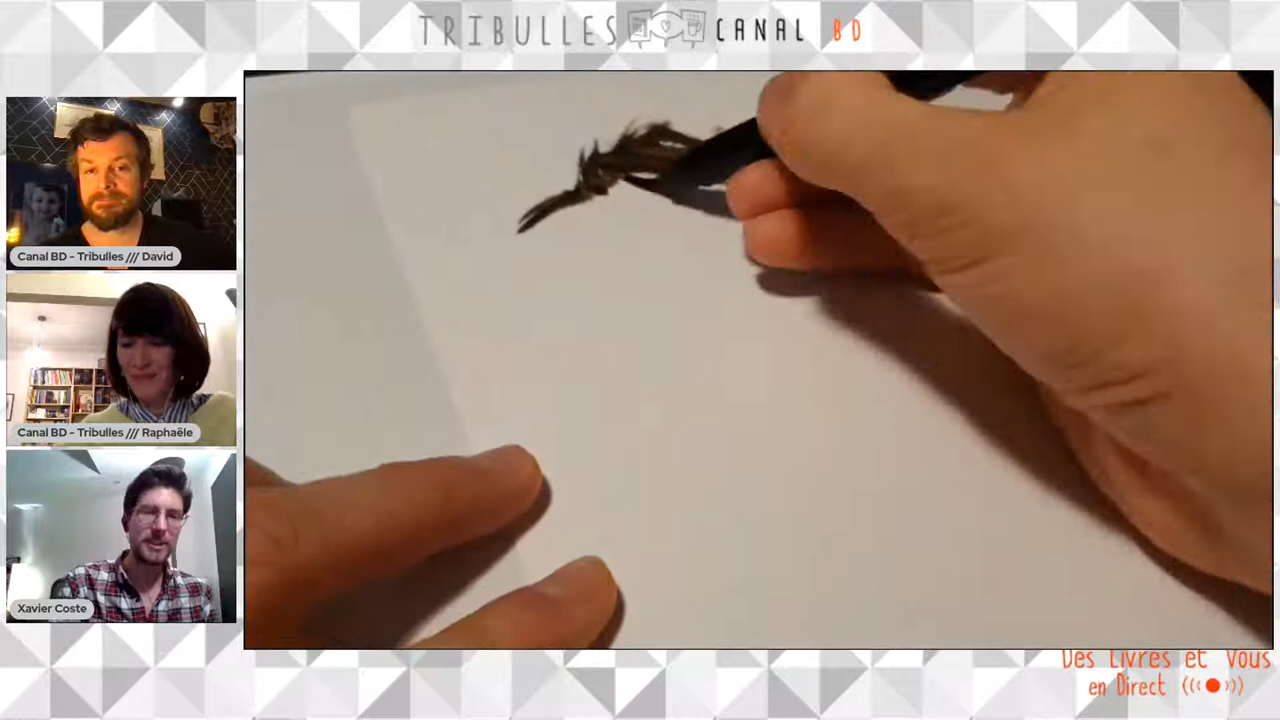 TRIBULLES CANAL BD
Canal BD - Tribulles /// David
Canal BD - Tribulles /// Raphaële
Xavier Coste
Des Livres et Vous
en Direct